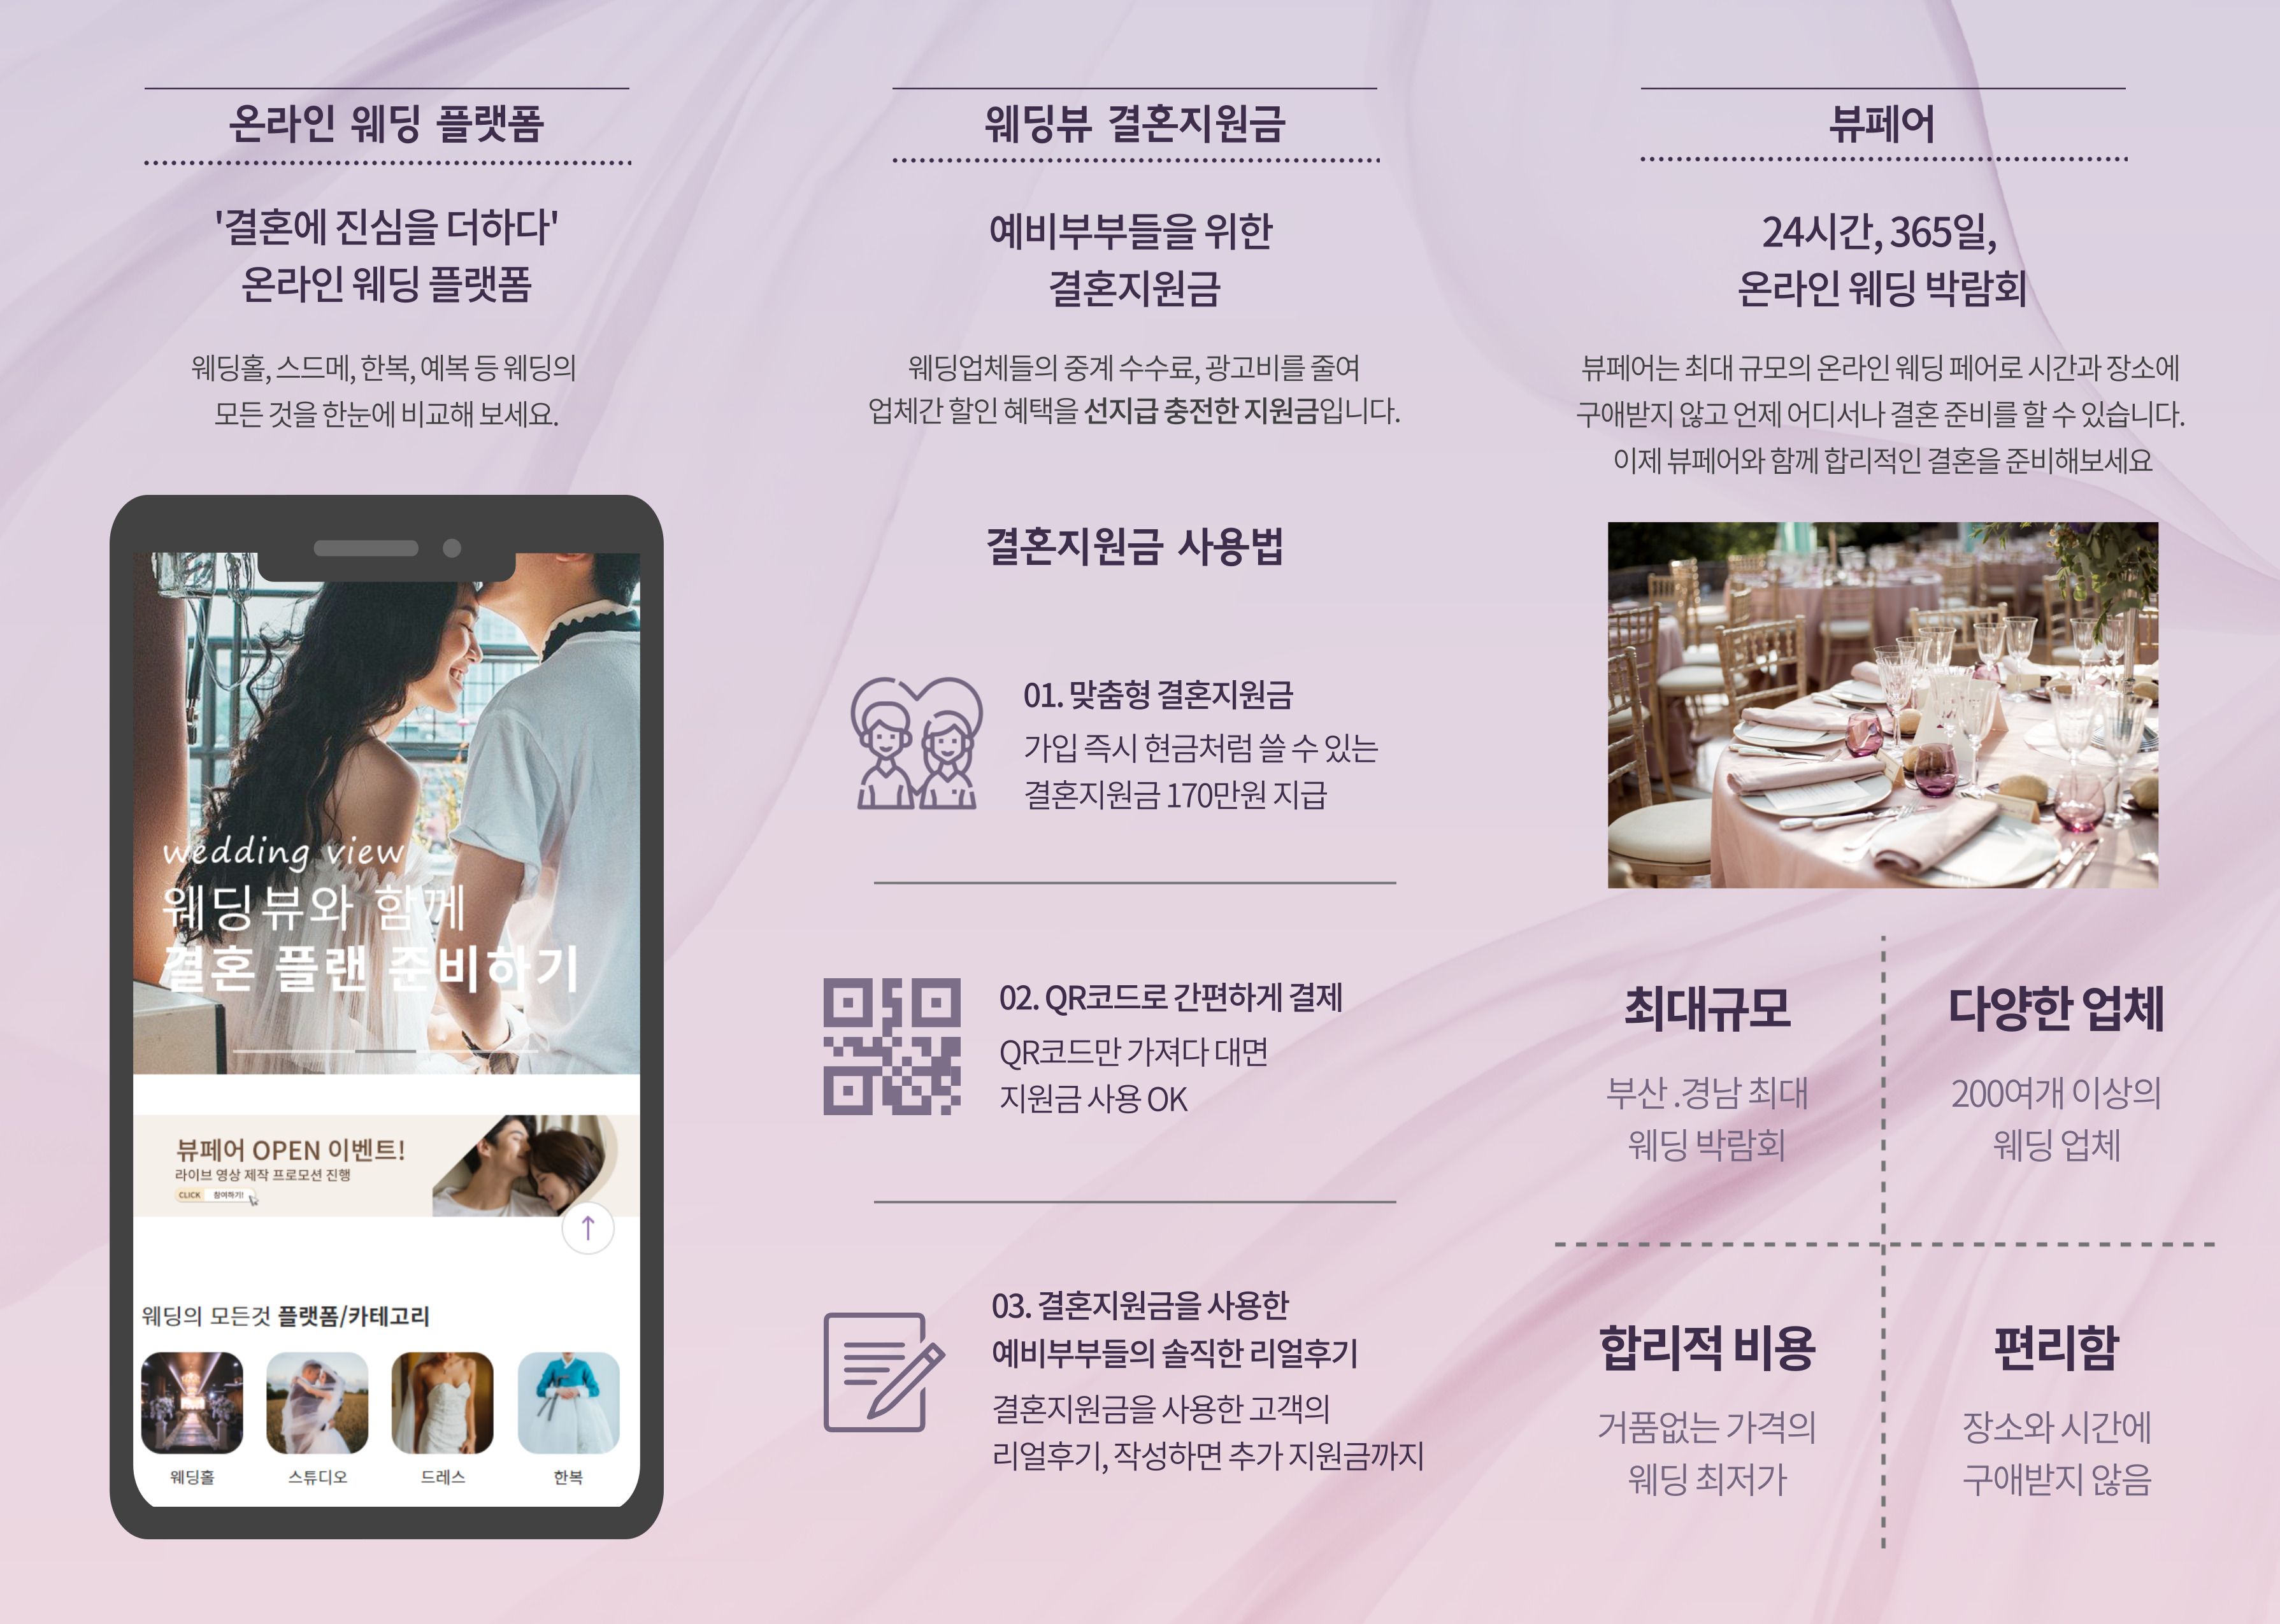 온라인 웨딩 플랫폼
'결혼에 진심을 더하다'
온라인 웨딩 플랫폼
웨딩홀, 스드메, 한복, 예복 등 웨딩의
모든 것을 한눈에 비교해 보세요.
wedding view
웨딩뷰와 함께
결혼 플랜 준비하기
뷰페어 OPEN 이벤트!
라이브 영상 제작 프로모션 진행
CLICK 참여하기!
웨딩의 모든것 플랫폼/카테고리
웨딩홀 스튜디오 드레스 한복
웨딩뷰 결혼지원금
예비부부들을 위한
결혼지원금
웨딩업체들의 중계 수수료, 광고비를 줄여
업체간 할인 혜택을 선지급 충전한 지원금입니다.
결혼지원금 사용법
01. 맞춤형 결혼지원금
가입 즉시 현금처럼 쓸 수 있는
결혼지원금 170만원 지급
02. QR코드로 간편하게 결제
QR코드만 가져다 대면
지원금 사용 OK
03. 결혼지원금을 사용한
예비부부들의 솔직한 리얼후기
결혼지원금을 사용한 고객의
리얼후기, 작성하면 추가 지원금까지
뷰페어
24시간, 365일,
온라인 웨딩 박람회
뷰페어는 최대 규모의 온라인 웨딩 페어로 시간과 장소에
구애받지 않고 언제 어디서나 결혼 준비를 할 수 있습니다.
이제 뷰페어와 함께 합리적인 결혼을 준비해보세요
최대규모
부산 .경남 최대
웨딩 박람회
다양한 업체
200여개 이상의
웨딩 업체
합리적 비용
거품없는 가격의
웨딩 최저가
편리함
장소와 시간에
구애받지 않음